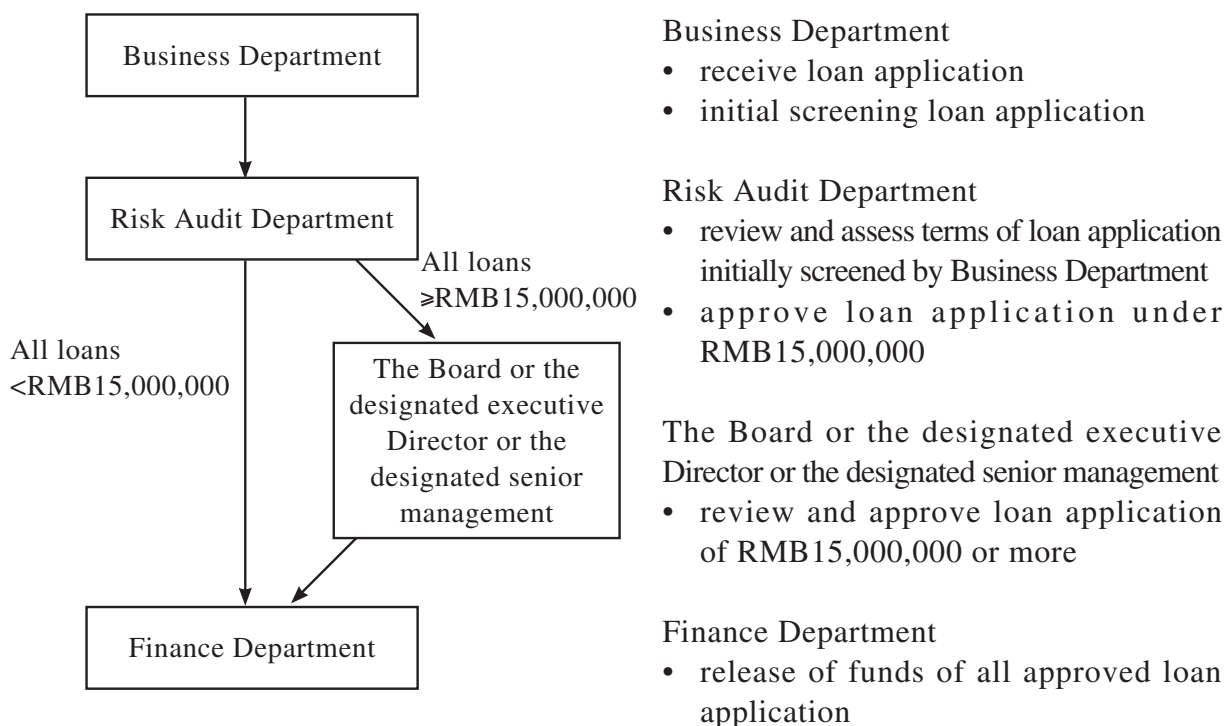 Business Department
Risk Audit Department
All loans
≥RMB15,000,000
All loans
<RMB15,000,000
The Board or the
designated executive
Director or the
designated senior
management
Finance Department
Business Department
• receive loan application
• initial screening loan application
Risk Audit Department
• review and assess terms of loan application
initially screened by Business Department
• approve loan application under
RMB15,000,000
The Board or the designated executive
Director or the designated senior management
• review and approve loan application
of RMB15,000,000 or more
Finance Department
• release of funds of all approved loan
application